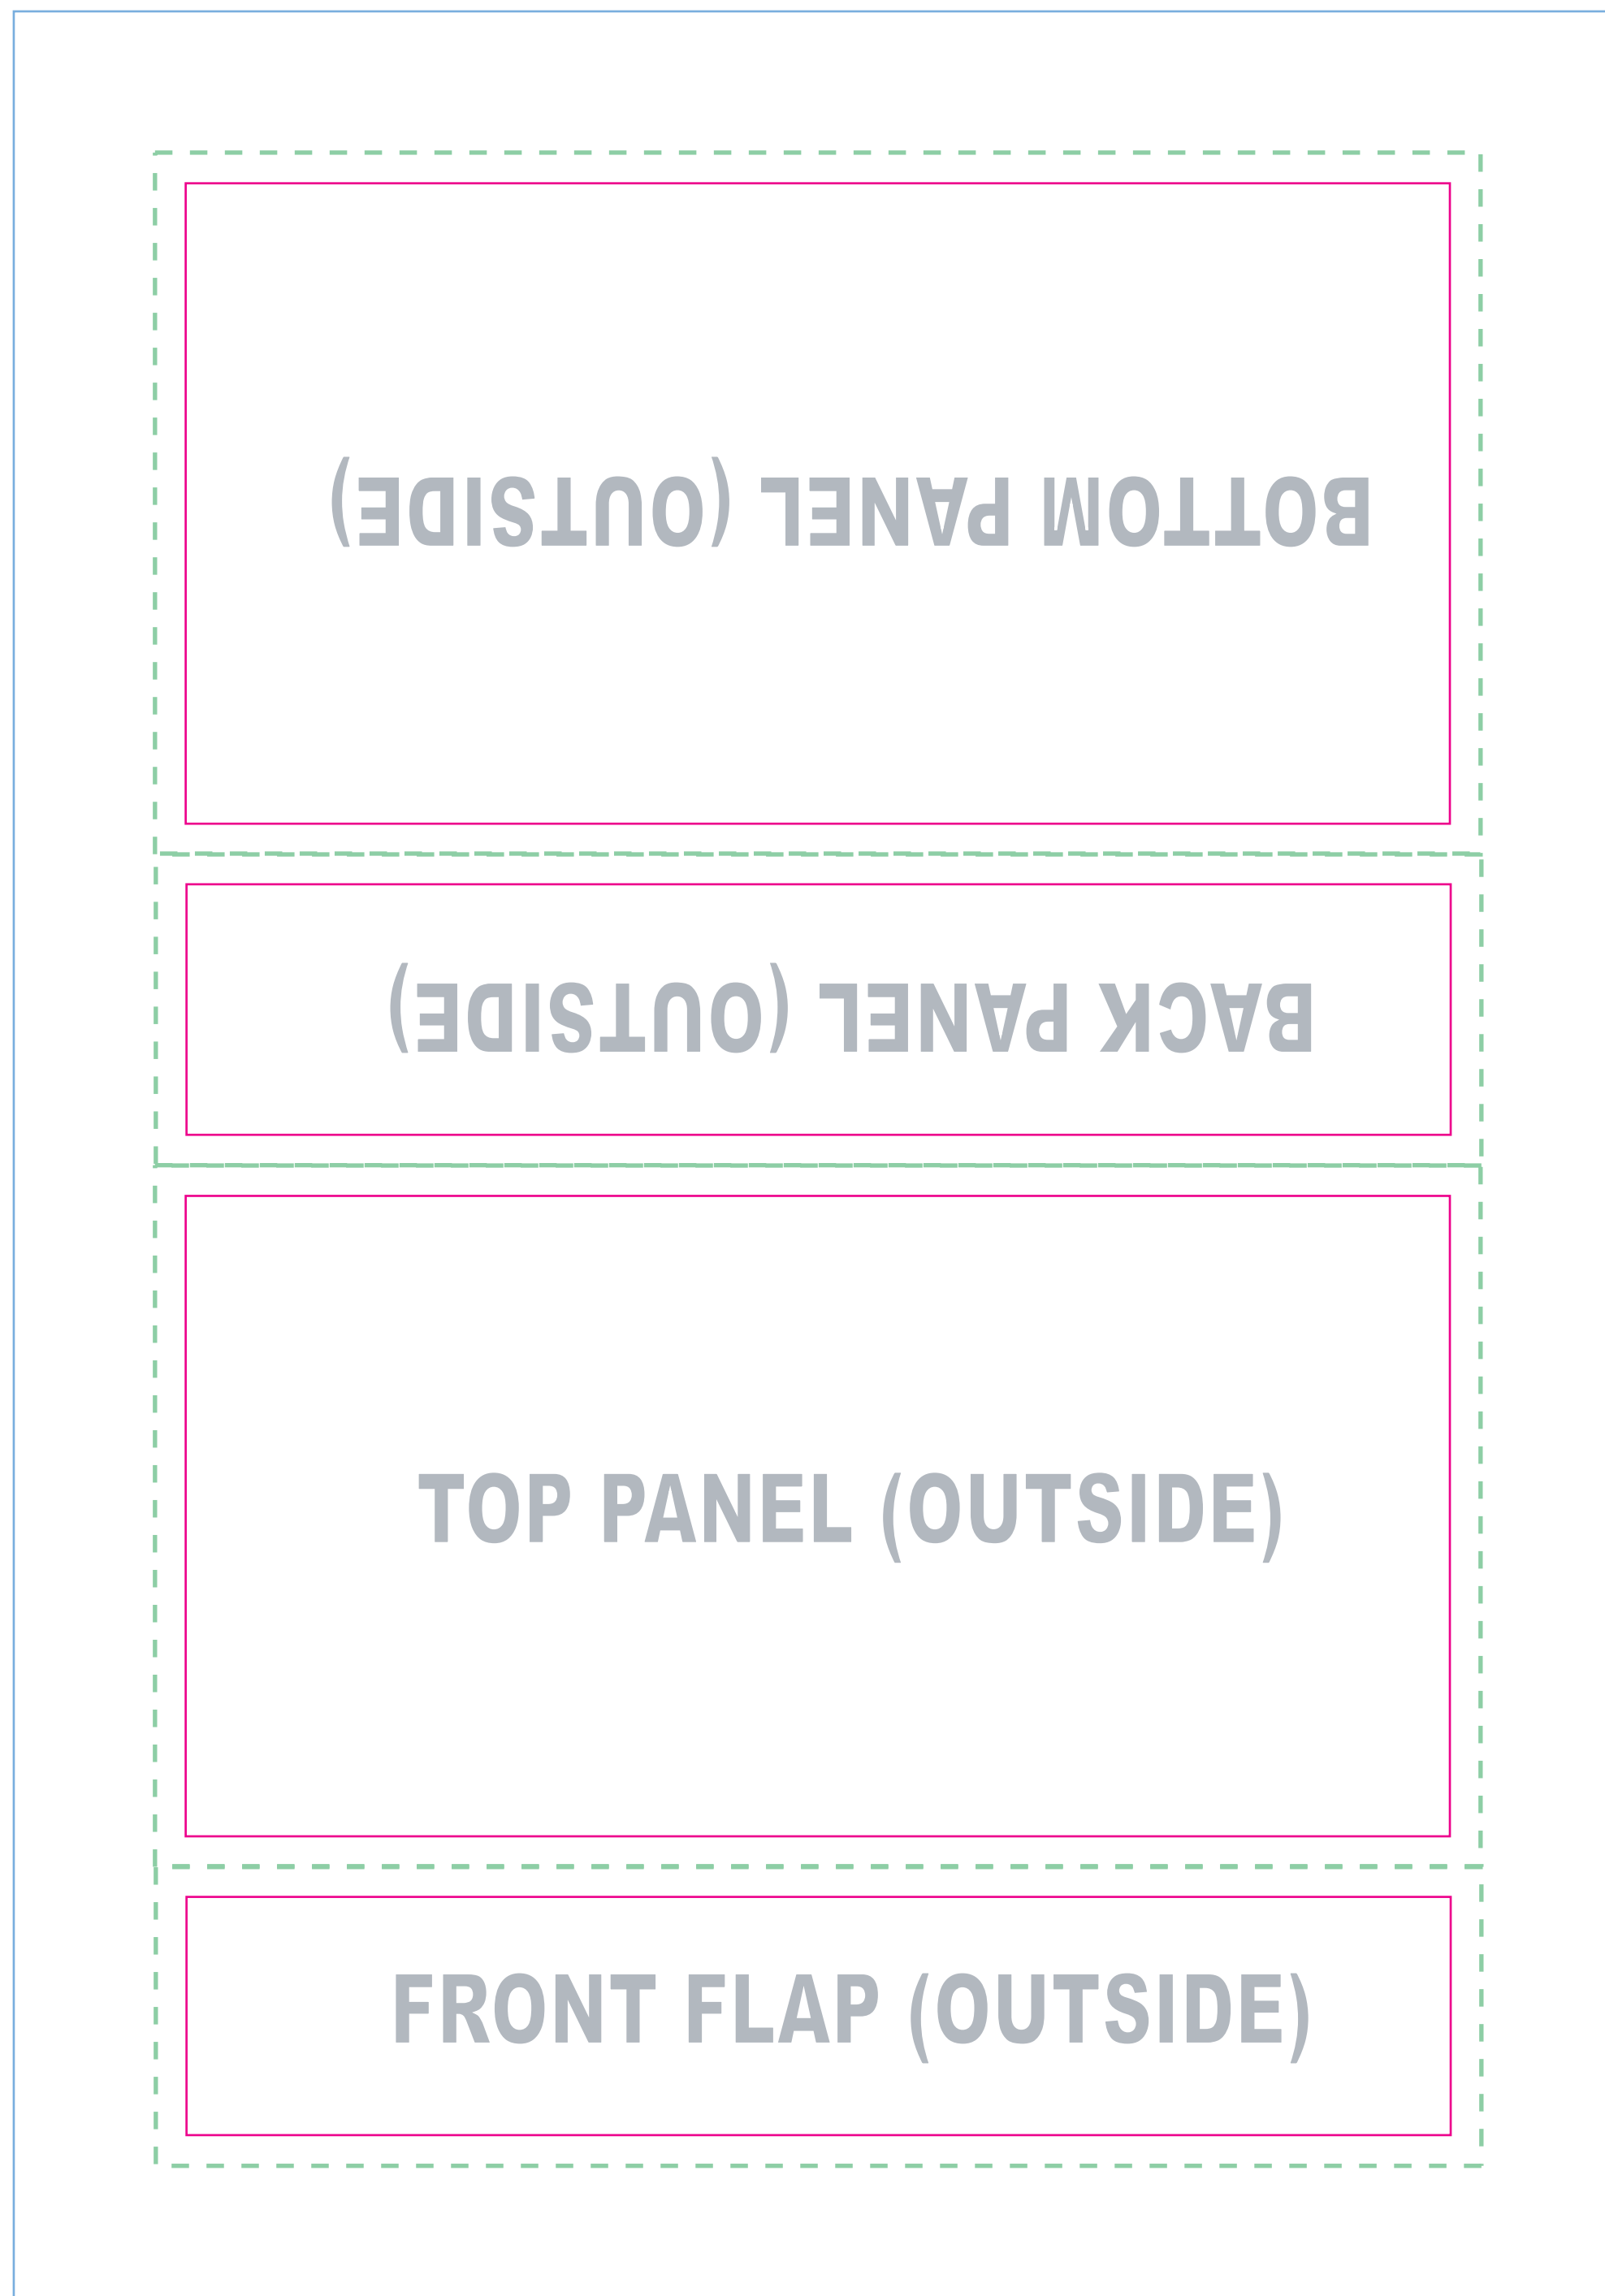 BOTTOM PANEL (OUTSIDE)
BACK PANEL (OUTSIDE)
TOP PANEL (OUTSIDE)
FRONT FLAP (OUTSIDE)